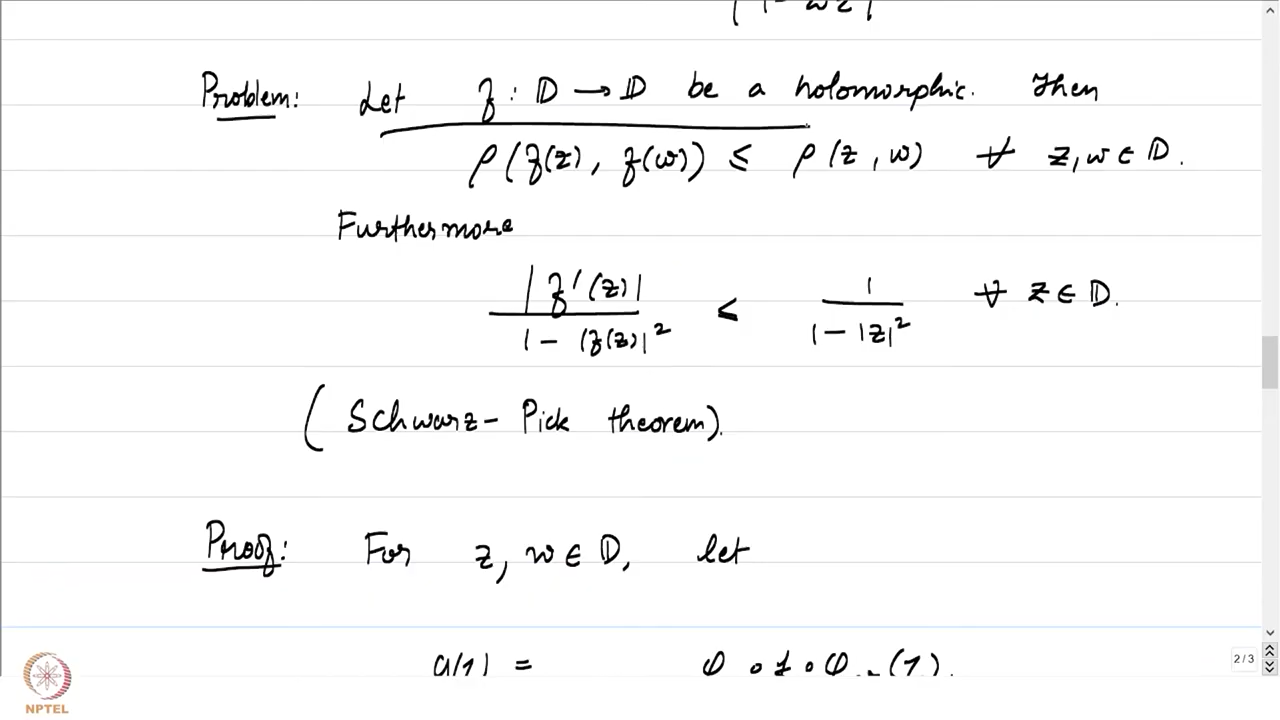 |1 - w̄z|
Problem: Let f : 𝔻 → 𝔻 be a holomorphic. Then
ρ(f(z), f(w)) ≤ ρ(z, w) ∀ z, w ∈ 𝔻.
Furthermore
|f'(z)| / 1 - |f(z)|² ≤ 1 / 1 - |z|² ∀ z ∈ 𝔻.
(Schwarz-Pick theorem).
Proof: For z, w ∈ 𝔻, let
2/3
NPTEL